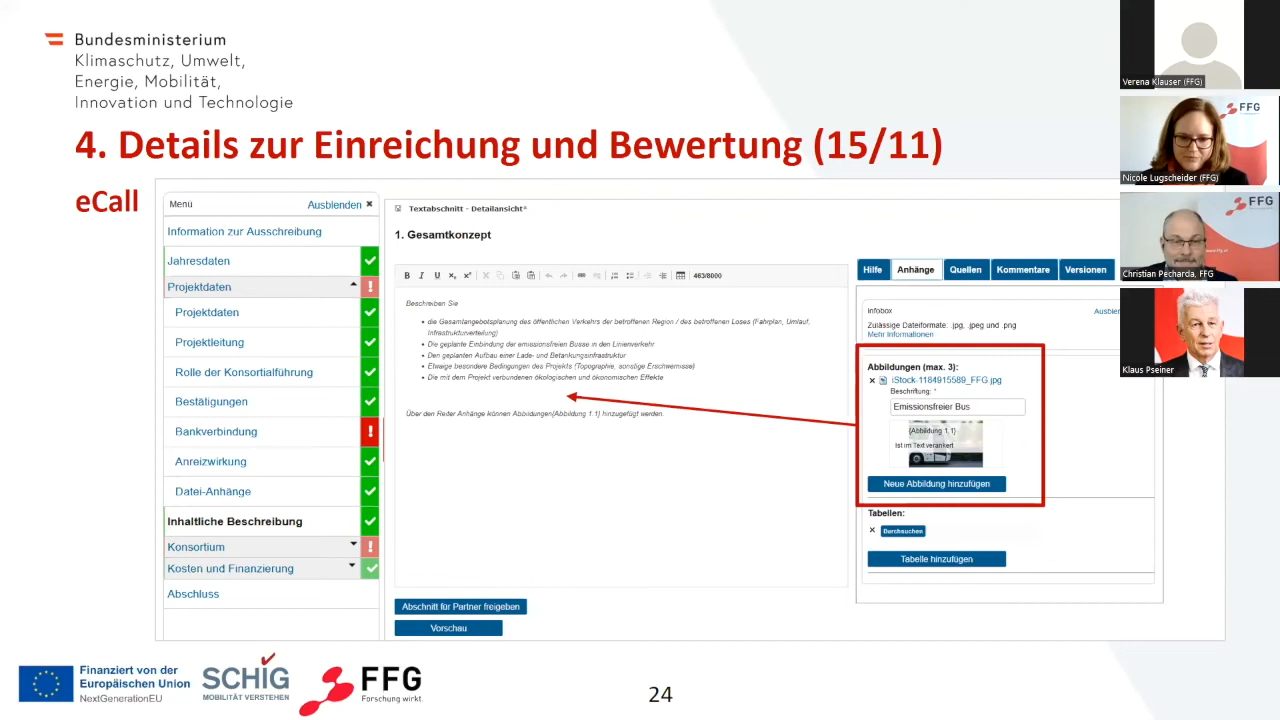 Bundesministerium
Klimaschutz, Umwelt,
Energie, Mobilität,
Innovation und Technologie
4. Details zur Einreichung und Bewertung (15/11)
eCall
Menü
Ausblenden ×
Information zur Ausschreibung
Jahresdaten
Projektdaten
Projektdaten
Projektleitung
Rolle der Konsortialführung
Bestätigungen
Bankverbindung
Anreizwirkung
Datei-Anhänge
Inhaltliche Beschreibung
Konsortium
Kosten und Finanzierung
Abschluss
Textabschnitt - Detailansicht
1. Gesamtkonzept
B I U 463/8000
Beschreiben Sie
• die Gesamtangebotsplanung des öffentlichen Verkehrs der betroffenen Region / des betroffenen Loses (Fahrplan, Umlauf,
Infrastrukturverteilung)
• Die geplante Einbindung der emissionsfreien Busse in den Linienverkehr
• Den geplanten Aufbau einer Lade- und Betankungsinfrastruktur
• Etwaige besondere Bedingungen des Projekts (Topographie, sonstige Erschwernisse)
• Die mit dem Projekt verbundenen ökologischen und ökonomischen Effekte
Über den Reiter Anhänge können Abbildungen{Abbildung 1.1} hinzugefügt werden.
Abschnitt für Partner freigeben
Vorschau
Hilfe
Anhänge
Quellen
Kommentare
Versionen
Infobox
Ausblen
Zulässige Dateiformate: .jpg, .jpeg und .png
Mehr Informationen
Abbildungen (max. 3):
iStock-1184915589_FFG.jpg
Beschriftung: *
Emissionsfreier Bus
{Abbildung 1.1}
Ist im Text verankert
Neue Abbildung hinzufügen
Tabellen:
Durchsuchen
Tabelle hinzufügen
Verena Klauser (FFG)
FFG
Nicole Lugscheider (FFG)
FFG
Christian Pecharda, FFG
Klaus Pseiner
Finanziert von der
Europäischen Union
NextGenerationEU
SCHIG
MOBILITÄT VERSTEHEN
FFG
Forschung wirkt.
24